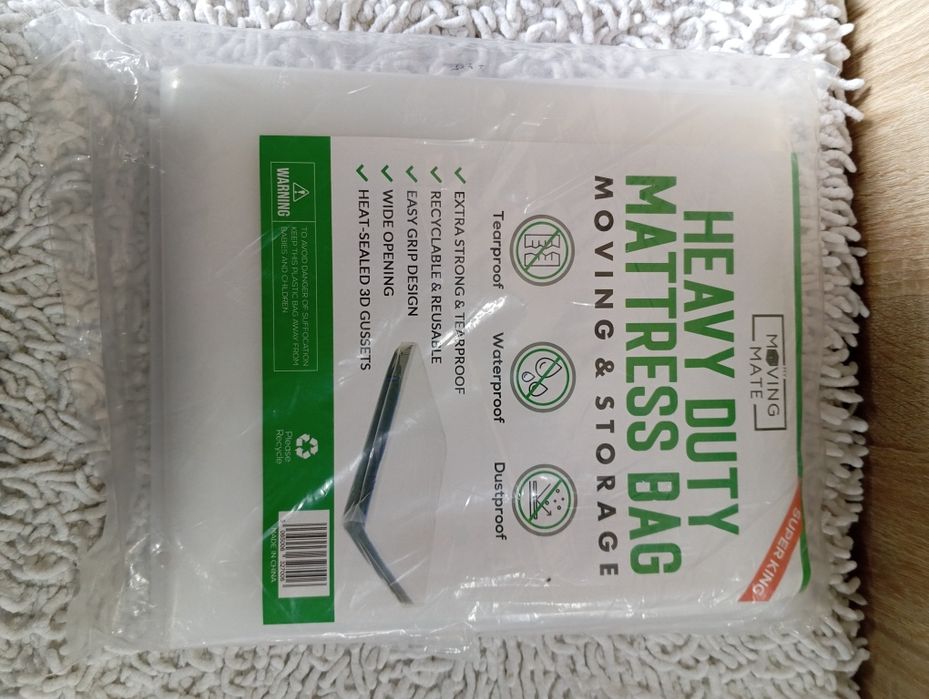 MY
MOVING
MATE
SUPER KING
HEAVY DUTY
MATTRESS BAG
MOVING & STORAGE
Tearproof
Waterproof
Dustproof
EXTRA STRONG & TEARPROOF
RECYCLABLE & REUSABLE
EASY GRIP DESIGN
WIDE OPENING
HEAT-SEALED 3D GUSSETS
WARNING
TO AVOID DANGER OF SUFFOCATION
KEEP THIS PLASTIC BAG AWAY FROM
BABIES AND CHILDREN
Please
Recycle
MADE IN CHINA